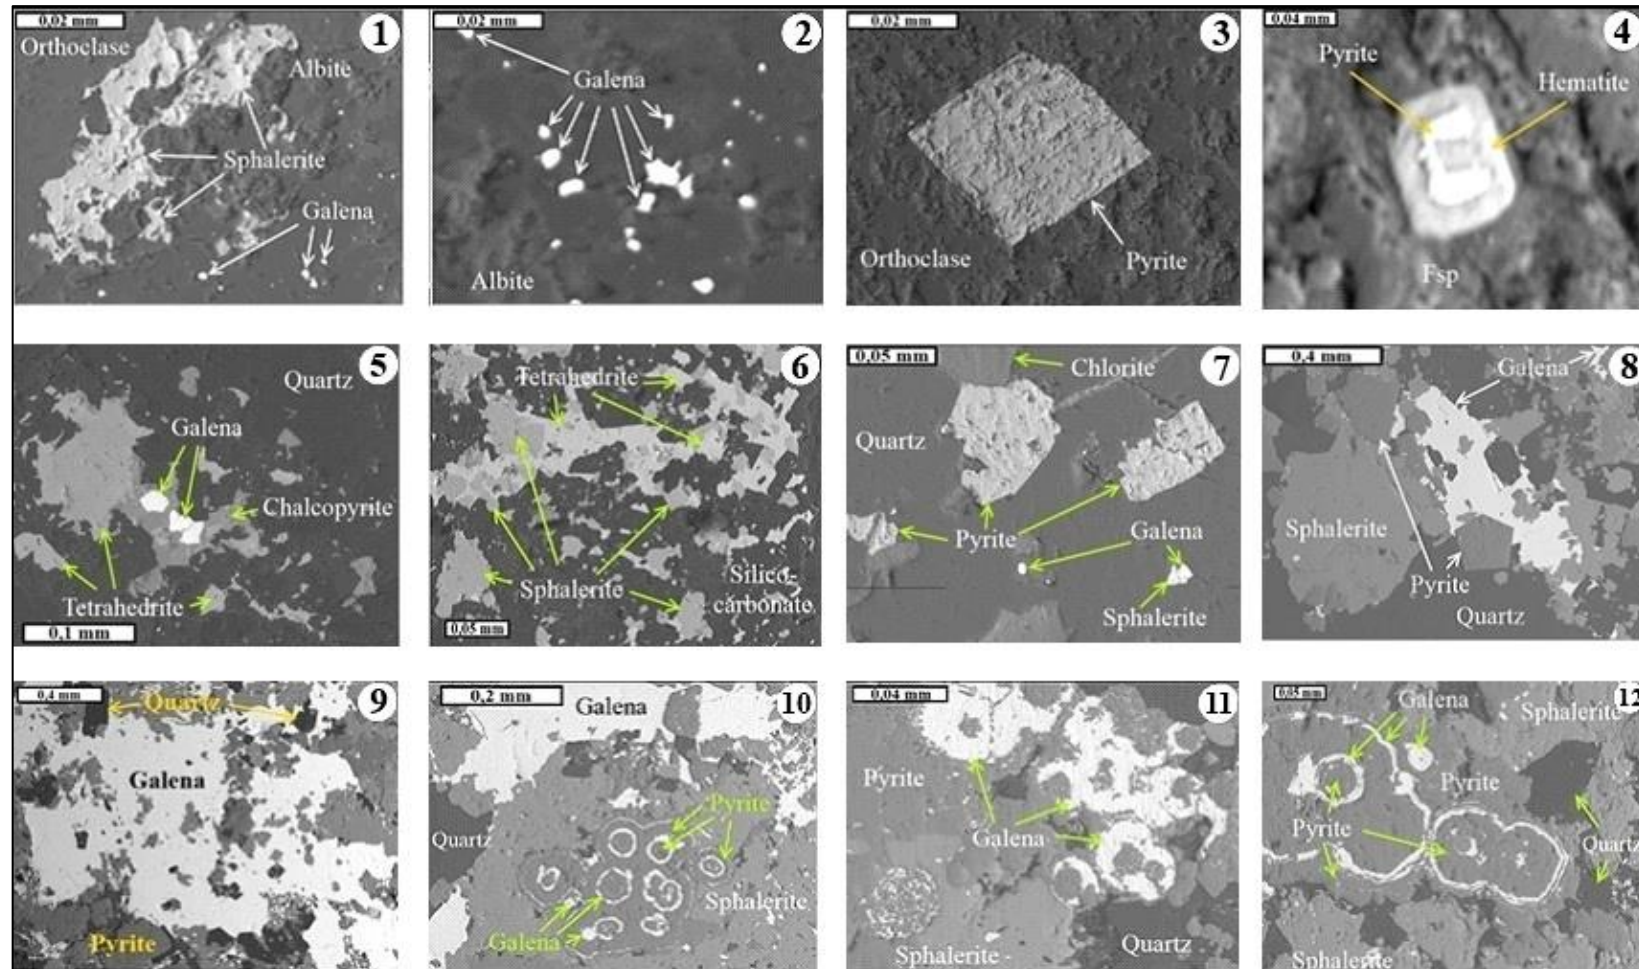 0,02 mm
1
Orthoclase
Albite
Sphalerite
Galena
0,02 mm
2
Galena
Albite
0,02 mm
3
Orthoclase
Pyrite
0,04 mm
4
Pyrite
Hematite
Fsp
5
Quartz
Galena
Chalcopyrite
Tetrahedrite
0,1 mm
6
Tetrahedrite
Sphalerite
Silico-
carbonate
0,05 mm
0,05 mm
7
Chlorite
Quartz
Pyrite
Galena
Sphalerite
0,4 mm
8
Galena
Sphalerite
Pyrite
Quartz
0,4 mm
9
Quartz
Galena
Pyrite
0,2 mm
10
Galena
Pyrite
Quartz
Sphalerite
Galena
0,04 mm
11
Pyrite
Galena
Sphalerite
Quartz
0,05 mm
12
Galena
Sphalerite
Pyrite
Pyrite
Quartz
Sphalerite